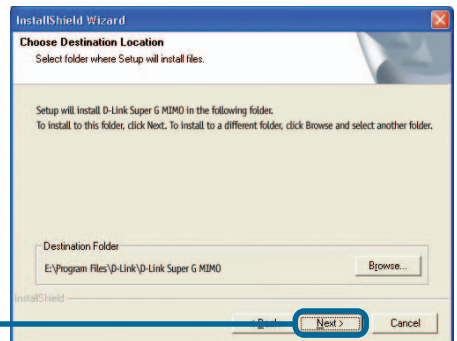 InstallShield Wizard
Choose Destination Location
Select folder where Setup will install files.
Setup will install D-Link Super G MIMO in the following folder.
To install to this folder, click Next. To install to a different folder, click Browse and select another folder.
Destination Folder
E:\Program Files\D-Link\D-Link Super G MIMO
Browse...
InstallShield
Next >
Cancel